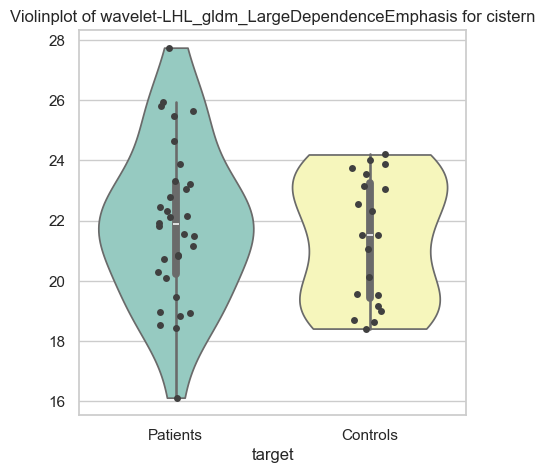 Violinplot of wavelet-LHL_gldm_LargeDependenceEmphasis for cistern
28
26
24
22
20
18
16
Patients
Controls
target